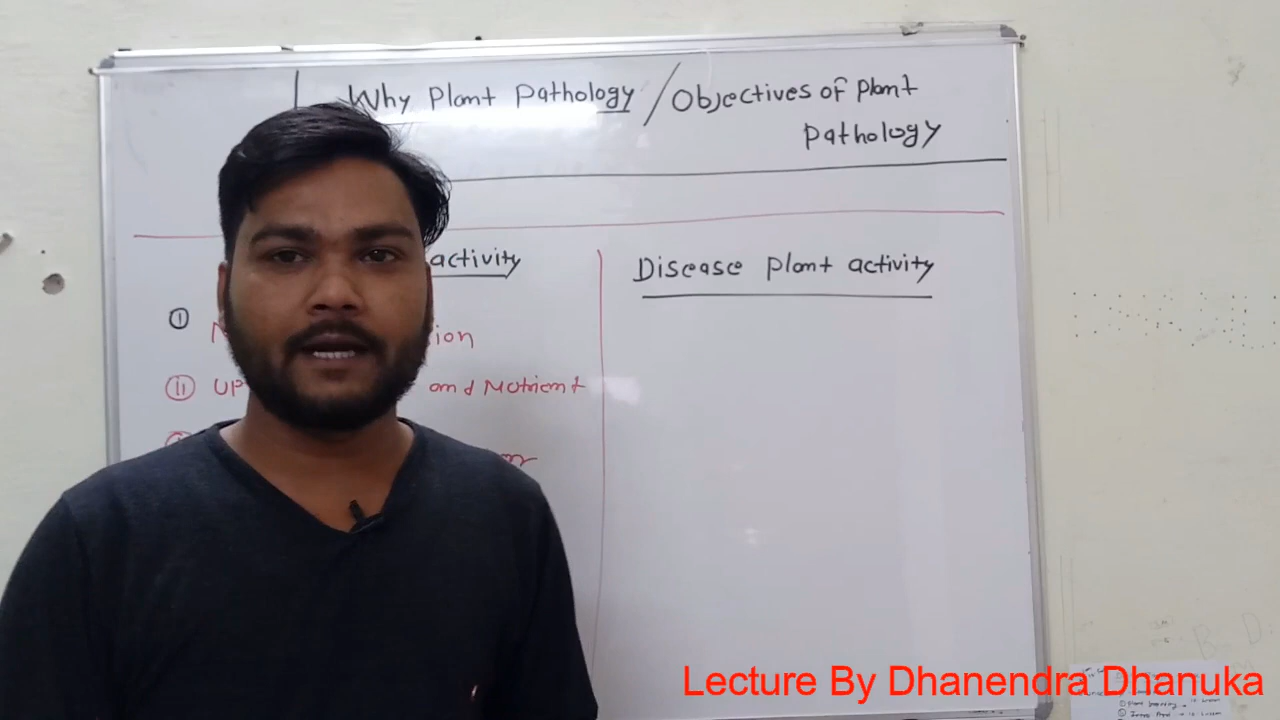 Why Plant Pathology / Objectives of Plant
Pathology
activity
Disease Plant activity
①
ion
⑪ UP and Nutrient
Lecture By Dhanendra Dhanuka